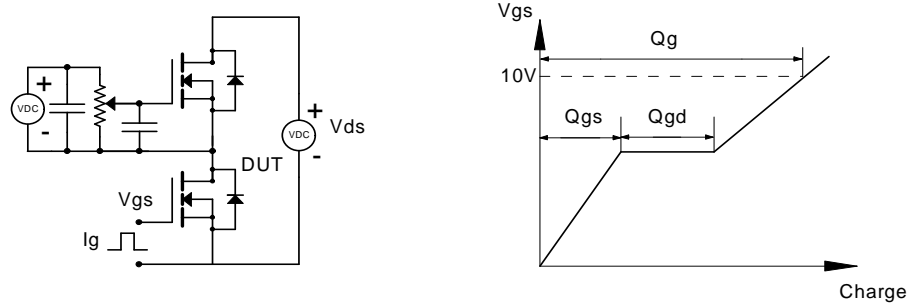 +
VDC
-
DUT
Vgs
Ig
+
VDC
Vds
-
Vgs
Qg
10V
Qgs
Qgd
Charge